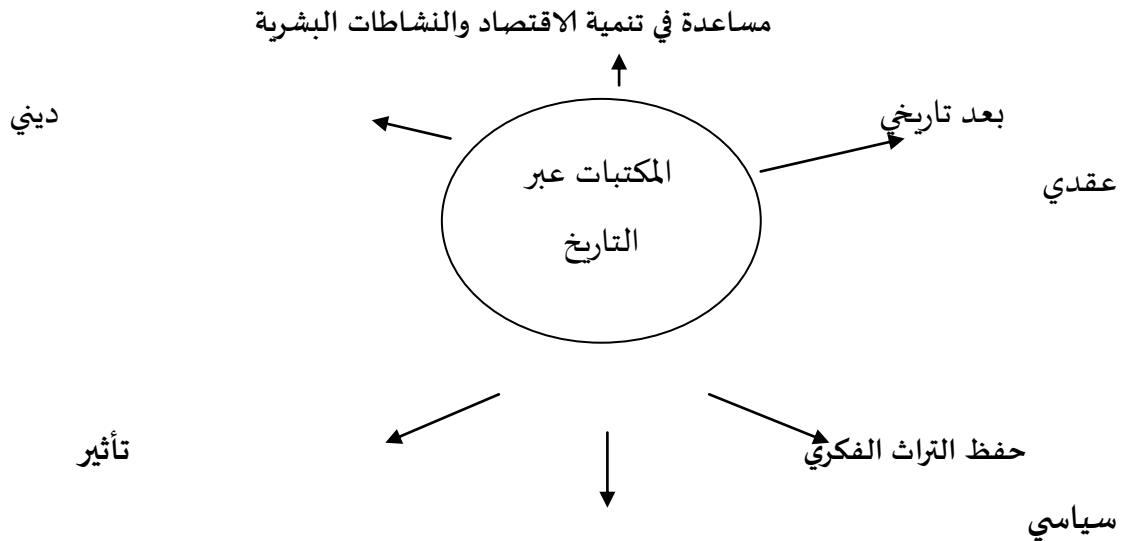 مساعدة في تنمية الاقتصاد والنشاطات البشرية
بعد تاريخي ديني
عقدي
المكتبات عبر
التاريخ
حفظ التراث الفكري تأثير
سياسي